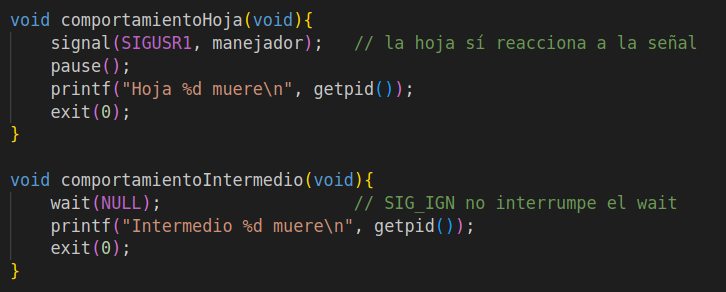 void comportamientoHoja(void){
    signal(SIGUSR1, manejador);   // la hoja sí reacciona a la señal
    pause();
    printf("Hoja %d muere\n", getpid());
    exit(0);
}

void comportamientoIntermedio(void){
    wait(NULL);                   // SIG_IGN no interrumpe el wait
    printf("Intermedio %d muere\n", getpid());
    exit(0);
}